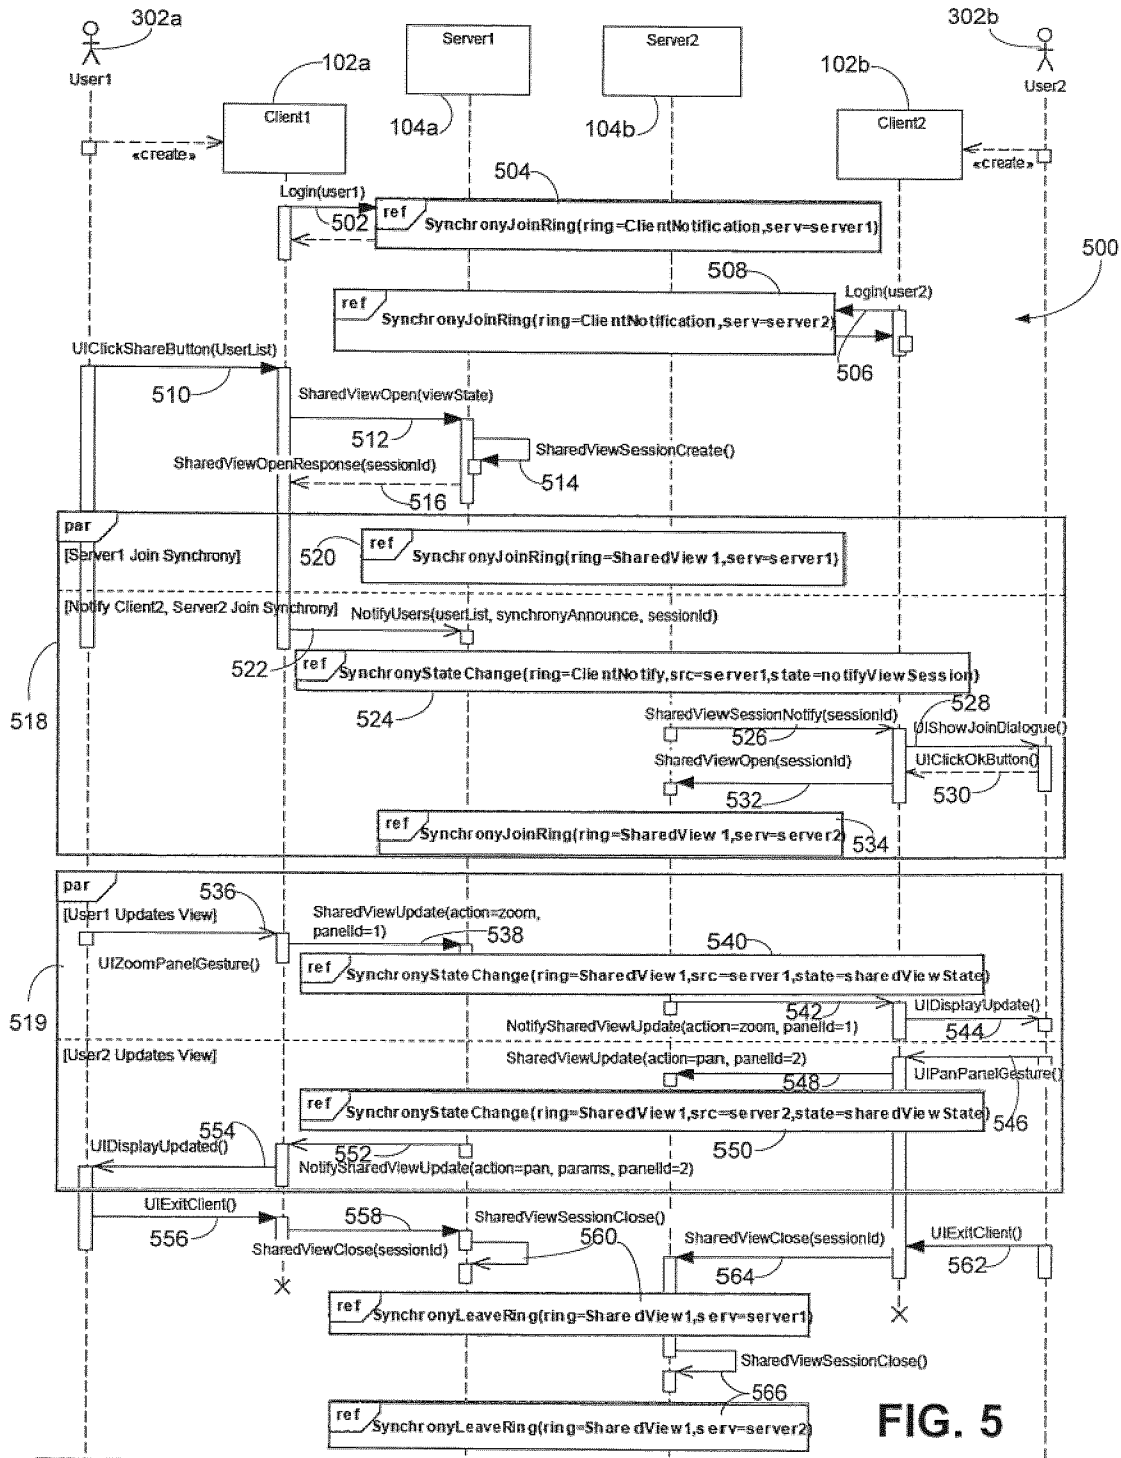 302a
302b
Server1
Server2
User1
User2
102a
102b
Client1
104a
104b
Client2
«create»
«create»
504
Login(user1)
502
ref
SynchronyJoinRing(ring=ClientNotification,serv=server1)
500
508
Login(user2)
ref
SynchronyJoinRing(ring=ClientNotification,serv=server2)
506
UIClickShareButton(UserList)
510
SharedViewOpen(viewState)
512
SharedViewSessionCreate()
SharedViewOpenResponse(sessionId)
514
516
par
[Server1 Join Synchrony]
520
ref
SynchronyJoinRing(ring=SharedView1,serv=server1)
[Notify Client2, Server2 Join Synchrony]
NotifyUsers(userList, synchronyAnnounce, sessionId)
522
ref
SynchronyStateChange(ring=ClientNotify,src=server1,state=notifyViewSession)
518
524
528
SharedViewSessionNotify(sessionId)
526
UIShowJoinDialogue()
SharedViewOpen(sessionId)
UIClickOkButton()
532
530
ref
SynchronyJoinRing(ring=SharedView1,serv=server2)
534
par
536
[User1 Updates View]
SharedViewUpdate(action=zoom,
panelId=1)
538
540
UIZoomPanelGesture()
ref
SynchronyStateChange(ring=SharedView1,src=server1,state=sharedViewState)
519
542
UIDisplayUpdate()
NotifySharedViewUpdate(action=zoom, panelId=1)
544
[User2 Updates View]
SharedViewUpdate(action=pan, panelId=2)
548
UIPanPanelGesture()
ref
SynchronyStateChange(ring=SharedView1,src=server2,state=sharedViewState)
546
554
UIDisplayUpdated()
552
550
NotifySharedViewUpdate(action=pan, params, panelId=2)
UIExitClient()
556
558
SharedViewSessionClose()
SharedViewClose(sessionId)
560
SharedViewClose(sessionId)
564
UIExitClient()
562
ref
SynchronyLeaveRing(ring=SharedView1,serv=server1)
SharedViewSessionClose()
566
ref
SynchronyLeaveRing(ring=SharedView1,serv=server2)
FIG. 5